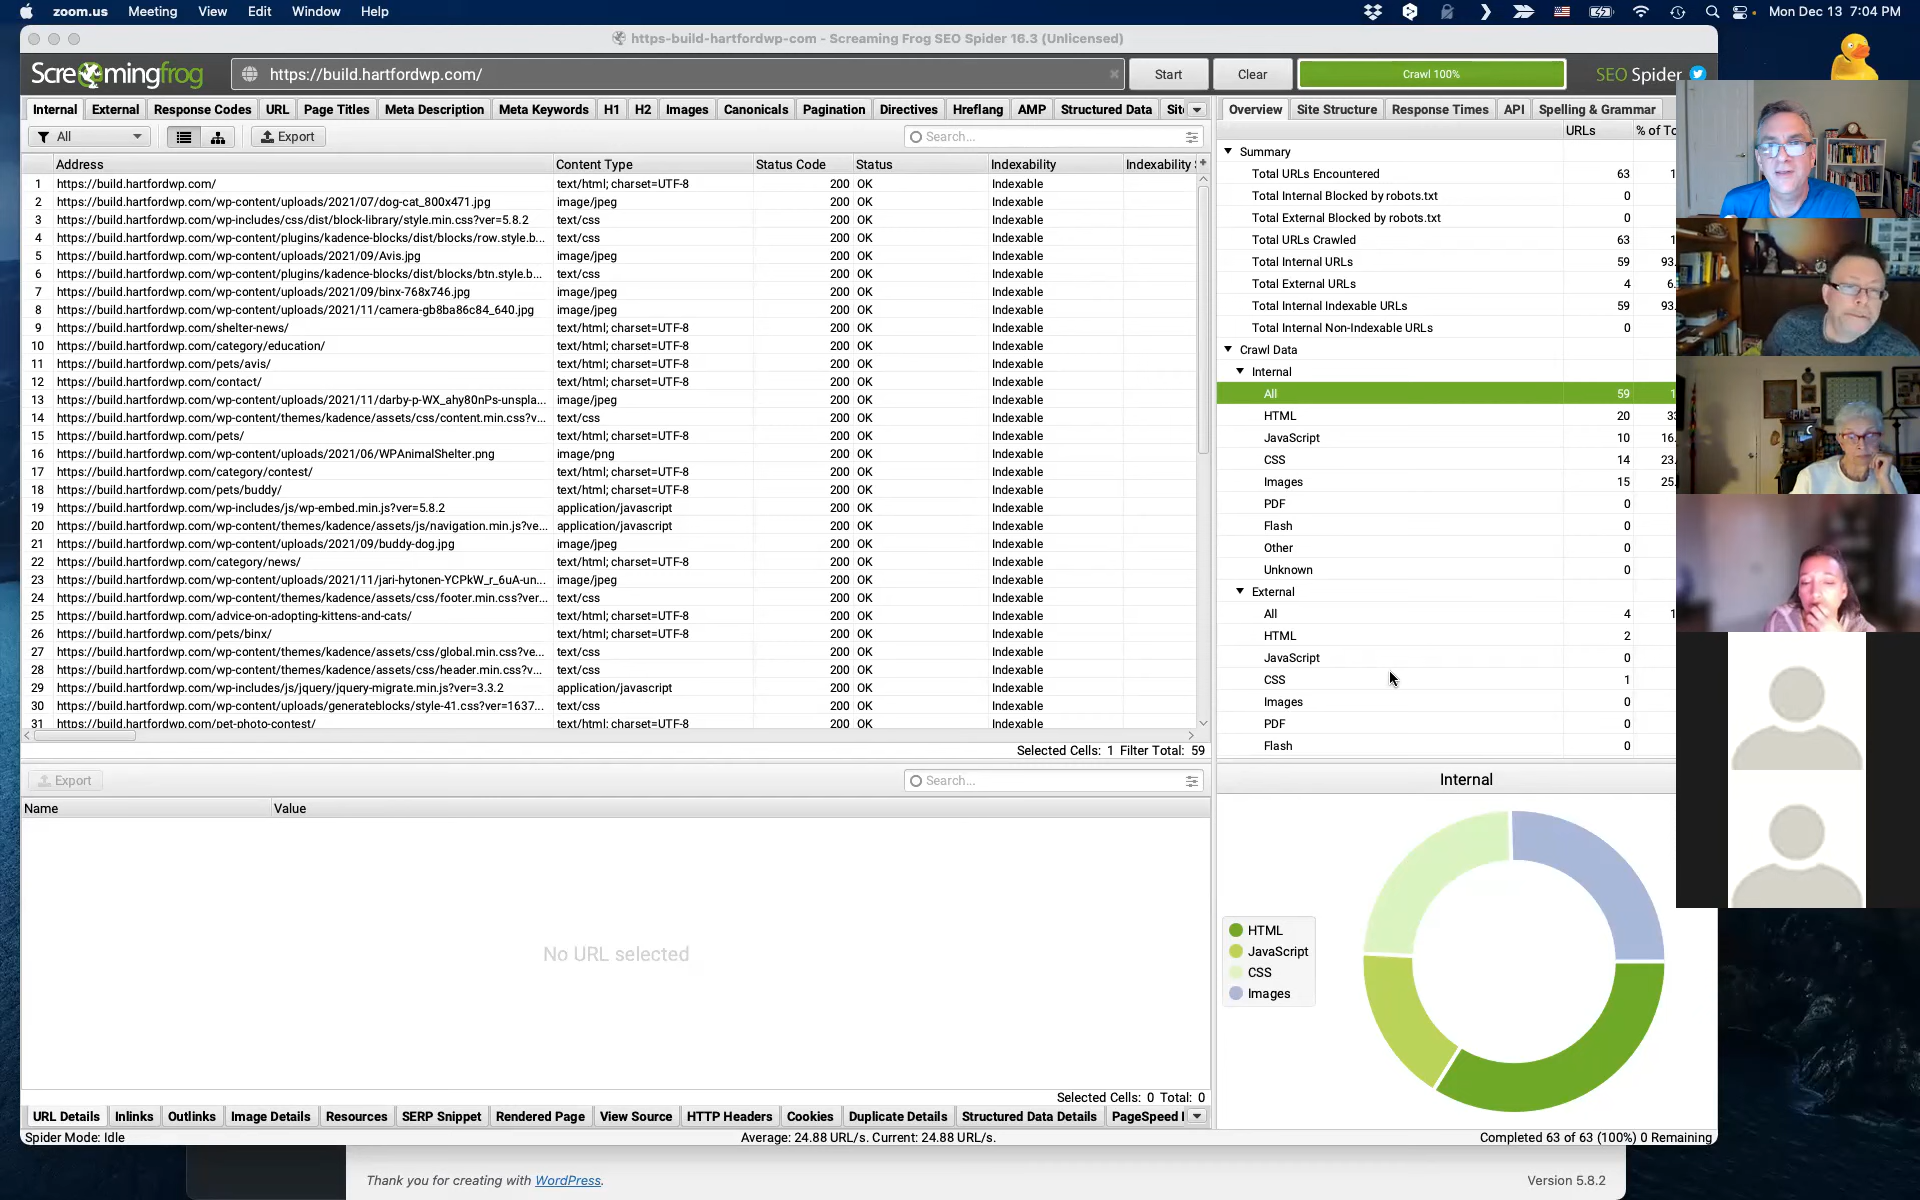 zoom.us Meeting View Edit Window Help Mon Dec 13 7:04 PM
https-build-hartfordwp-com - Screaming Frog SEO Spider 16.3 (Unlicensed)
Screamingfrog https://build.hartfordwp.com/ Start Clear Crawl 100% SEO Spider
Internal External Response Codes URL Page Titles Meta Description Meta Keywords H1 H2 Images Canonicals Pagination Directives Hreflang AMP Structured Data Sit
Overview Site Structure Response Times API Spelling & Grammar
All Export Search...
Address Content Type Status Code Status Indexability Indexability
1 https://build.hartfordwp.com/ text/html; charset=UTF-8 200 OK Indexable
2 https://build.hartfordwp.com/wp-content/uploads/2021/07/dog-cat_800x471.jpg image/jpeg 200 OK Indexable
3 https://build.hartfordwp.com/wp-includes/css/dist/block-library/style.min.css?ver=5.8.2 text/css 200 OK Indexable
4 https://build.hartfordwp.com/wp-content/plugins/kadence-blocks/dist/blocks/row.style.b... text/css 200 OK Indexable
5 https://build.hartfordwp.com/wp-content/uploads/2021/09/Avis.jpg image/jpeg 200 OK Indexable
6 https://build.hartfordwp.com/wp-content/plugins/kadence-blocks/dist/blocks/btn.style.b... text/css 200 OK Indexable
7 https://build.hartfordwp.com/wp-content/uploads/2021/09/binx-768x746.jpg image/jpeg 200 OK Indexable
8 https://build.hartfordwp.com/wp-content/uploads/2021/11/camera-gb8ba86c84_640.jpg image/jpeg 200 OK Indexable
9 https://build.hartfordwp.com/shelter-news/ text/html; charset=UTF-8 200 OK Indexable
10 https://build.hartfordwp.com/category/education/ text/html; charset=UTF-8 200 OK Indexable
11 https://build.hartfordwp.com/pets/avis/ text/html; charset=UTF-8 200 OK Indexable
12 https://build.hartfordwp.com/contact/ text/html; charset=UTF-8 200 OK Indexable
13 https://build.hartfordwp.com/wp-content/uploads/2021/11/darby-p-WX_ahy80nPs-unspla... image/jpeg 200 OK Indexable
14 https://build.hartfordwp.com/wp-content/themes/kadence/assets/css/content.min.css?v... text/css 200 OK Indexable
15 https://build.hartfordwp.com/pets/ text/html; charset=UTF-8 200 OK Indexable
16 https://build.hartfordwp.com/wp-content/uploads/2021/06/WPAnimalShelter.png image/png 200 OK Indexable
17 https://build.hartfordwp.com/category/contest/ text/html; charset=UTF-8 200 OK Indexable
18 https://build.hartfordwp.com/pets/buddy/ text/html; charset=UTF-8 200 OK Indexable
19 https://build.hartfordwp.com/wp-includes/js/wp-embed.min.js?ver=5.8.2 application/javascript 200 OK Indexable
20 https://build.hartfordwp.com/wp-content/themes/kadence/assets/js/navigation.min.js?ve... application/javascript 200 OK Indexable
21 https://build.hartfordwp.com/wp-content/uploads/2021/09/buddy-dog.jpg image/jpeg 200 OK Indexable
22 https://build.hartfordwp.com/category/news/ text/html; charset=UTF-8 200 OK Indexable
23 https://build.hartfordwp.com/wp-content/uploads/2021/11/jari-hytonen-YCPkW_r_6uA-un... image/jpeg 200 OK Indexable
24 https://build.hartfordwp.com/wp-content/themes/kadence/assets/css/footer.min.css?ver... text/css 200 OK Indexable
25 https://build.hartfordwp.com/advice-on-adopting-kittens-and-cats/ text/html; charset=UTF-8 200 OK Indexable
26 https://build.hartfordwp.com/pets/binx/ text/html; charset=UTF-8 200 OK Indexable
27 https://build.hartfordwp.com/wp-content/themes/kadence/assets/css/global.min.css?ve... text/css 200 OK Indexable
28 https://build.hartfordwp.com/wp-content/themes/kadence/assets/css/header.min.css?v... text/css 200 OK Indexable
29 https://build.hartfordwp.com/wp-includes/js/jquery/jquery-migrate.min.js?ver=3.3.2 application/javascript 200 OK Indexable
30 https://build.hartfordwp.com/wp-content/uploads/generateblocks/style-41.css?ver=1637... text/css 200 OK Indexable
31 https://build.hartfordwp.com/pet-photo-contest/ text/html; charset=UTF-8 200 OK Indexable
Selected Cells: 1 Filter Total: 59
URLs % of To
Summary
Total URLs Encountered 63 1
Total Internal Blocked by robots.txt 0
Total External Blocked by robots.txt 0
Total URLs Crawled 63 1
Total Internal URLs 59 93.
Total External URLs 4 6.
Total Internal Indexable URLs 59 93.
Total Internal Non-Indexable URLs 0
Crawl Data
Internal
All 59 1
HTML 20 33
JavaScript 10 16.
CSS 14 23.
Images 15 25.
PDF 0
Flash 0
Other 0
Unknown 0
External
All 4 1
HTML 2
JavaScript 0
CSS 1
Images 0
PDF 0
Flash 0
Export Search...
Name Value
No URL selected
Selected Cells: 0 Total: 0
Internal
HTML
JavaScript
CSS
Images
URL Details Inlinks Outlinks Image Details Resources SERP Snippet Rendered Page View Source HTTP Headers Cookies Duplicate Details Structured Data Details PageSpeed
Spider Mode: Idle Average: 24.88 URL/s. Current: 24.88 URL/s. Completed 63 of 63 (100%) 0 Remaining
Thank you for creating with WordPress. Version 5.8.2